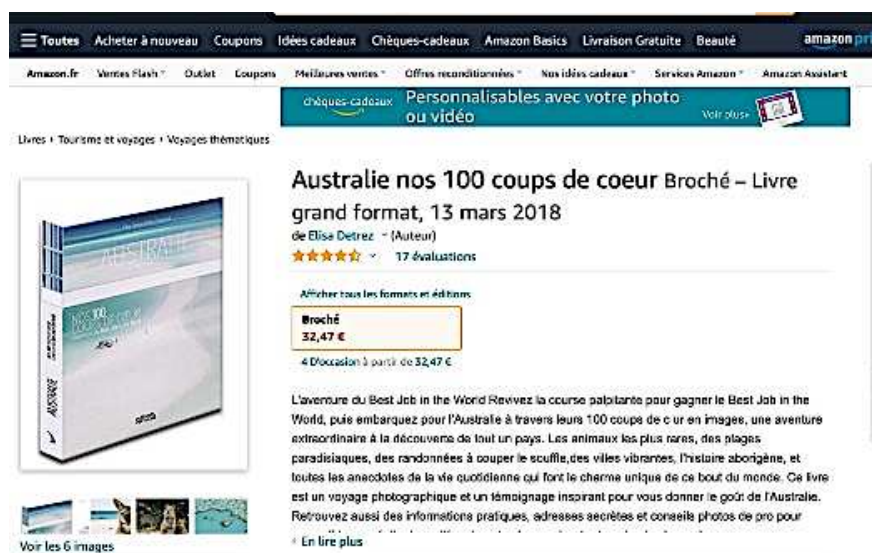 Toutes Acheter à nouveau Coupons Idées cadeaux Chèques-cadeaux Amazon Basics Livraison Gratuite Beauté amazon pri
Amazon.fr Ventes Flash Outlet Coupons Meilleures ventes Offres reconditionnées Nos idées cadeaux Services Amazon Amazon Assistant
chèques-cadeaux Personnalisables avec votre photo
ou vidéo Voir plus
Livres › Tourisme et voyages › Voyages thématiques
Australie nos 100 coups de coeur Broché – Livre
grand format, 13 mars 2018
de Elisa Detrez (Auteur)
17 évaluations
Afficher tous les formats et éditions
Broché
32,47 €
4 D'occasion à partir de 32,47 €
AUSTRALIE
NOS 100
COUPS DE CŒUR
L'aventure du Best Job in the World Revivez la course palpitante pour gagner le Best Job in the
World, puis embarquez pour l'Australie à travers leurs 100 coups de c ur en images, une aventure
extraordinaire à la découverte de tout un pays. Les animaux les plus rares, des plages
paradisiaques, des randonnées à couper le souffle,des villes vibrantes, l'histoire aborigène, et
toutes les anecdotes de la vie quotidienne qui font le charme unique de ce bout du monde. Ce livre
est un voyage photographique et un témoignage inspirant pour vous donner le goût de l'Australie.
Retrouvez aussi des informations pratiques, adresses secrètes et conseils photos de pro pour
En lire plus
Voir les 6 images